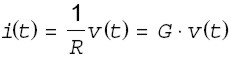 i(t) = 1/R v(t) = G · v(t)